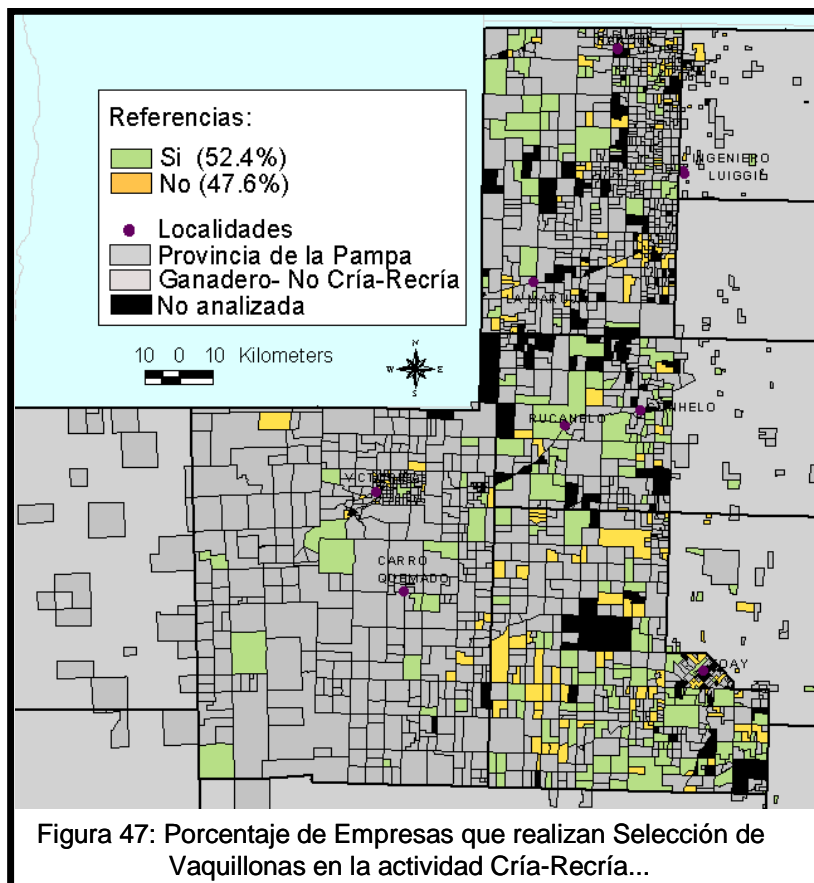 Referencias:
Si (52.4%)
No (47.6%)
Localidades
Provincia de la Pampa
Ganadero- No Cría-Recría
No analizada
10 0 10 Kilometers
N
W E
S
INGENIERO
LUIGGIE
RUCANELO
CARRO
QUEMADO
Figura 47: Porcentaje de Empresas que realizan Selección de
Vaquillonas en la actividad Cría-Recría...